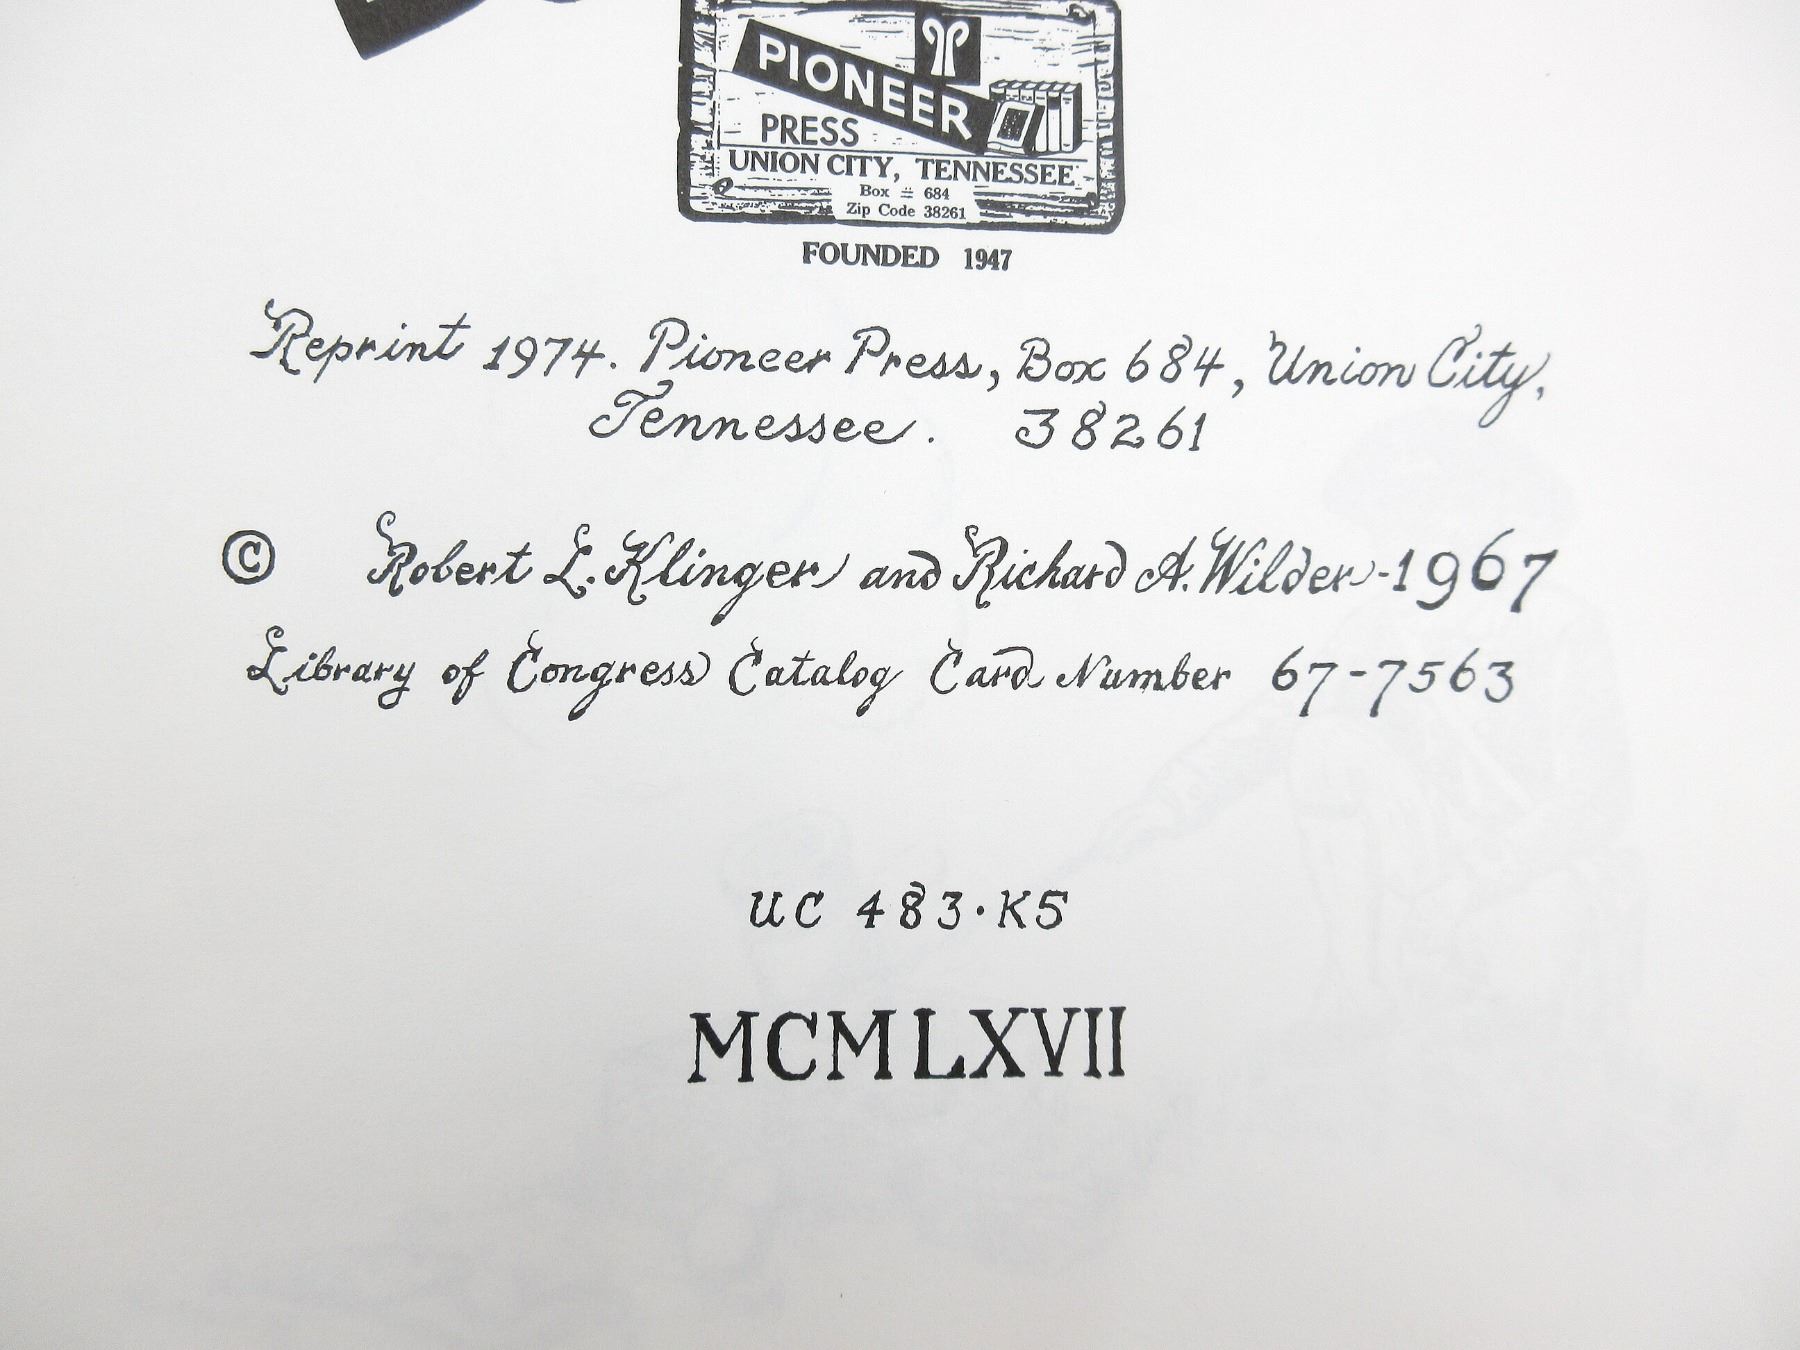 PIONEER
PRESS
UNION CITY, TENNESSEE
Box # 684
Zip Code 38261
FOUNDED 1947
Reprint 1974. Pioneer Press, Box 684, Union City,
Tennessee. 38261
© Robert L. Klinger and Richard A. Wilder-1967
Library of Congress Catalog Card Number 67-7563
UC 483.K5
MCMLXVII